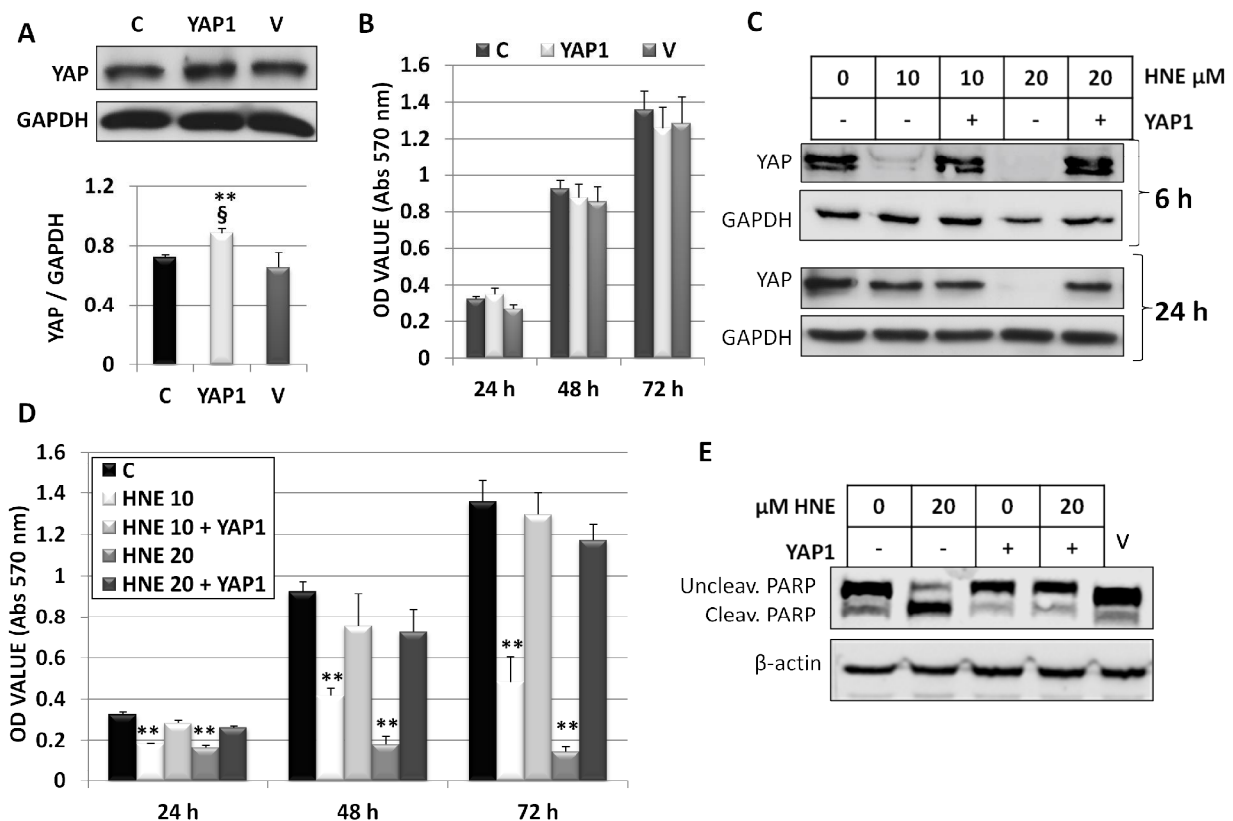 A
C YAP1 V
YAP
GAPDH
1.2
0.8
0.4
0
YAP / GAPDH
**
§
C YAP1 V
B
C YAP1 V
1.6
1.4
1.2
1
0.8
0.6
0.4
0.2
0
OD VALUE (Abs 570 nm)
24 h 48 h 72 h
C
0 10 10 20 20 HNE µM
- - + - + YAP1
YAP
GAPDH
6 h
YAP
GAPDH
24 h
D
1.6
1.4
1.2
1
0.8
0.6
0.4
0.2
0
OD VALUE (Abs 570 nm)
C
HNE 10
HNE 10 + YAP1
HNE 20
HNE 20 + YAP1
** **
** **
** **
24 h 48 h 72 h
E
µM HNE 0 20 0 20
YAP1 - - + + V
Uncleav. PARP
Cleav. PARP
β-actin